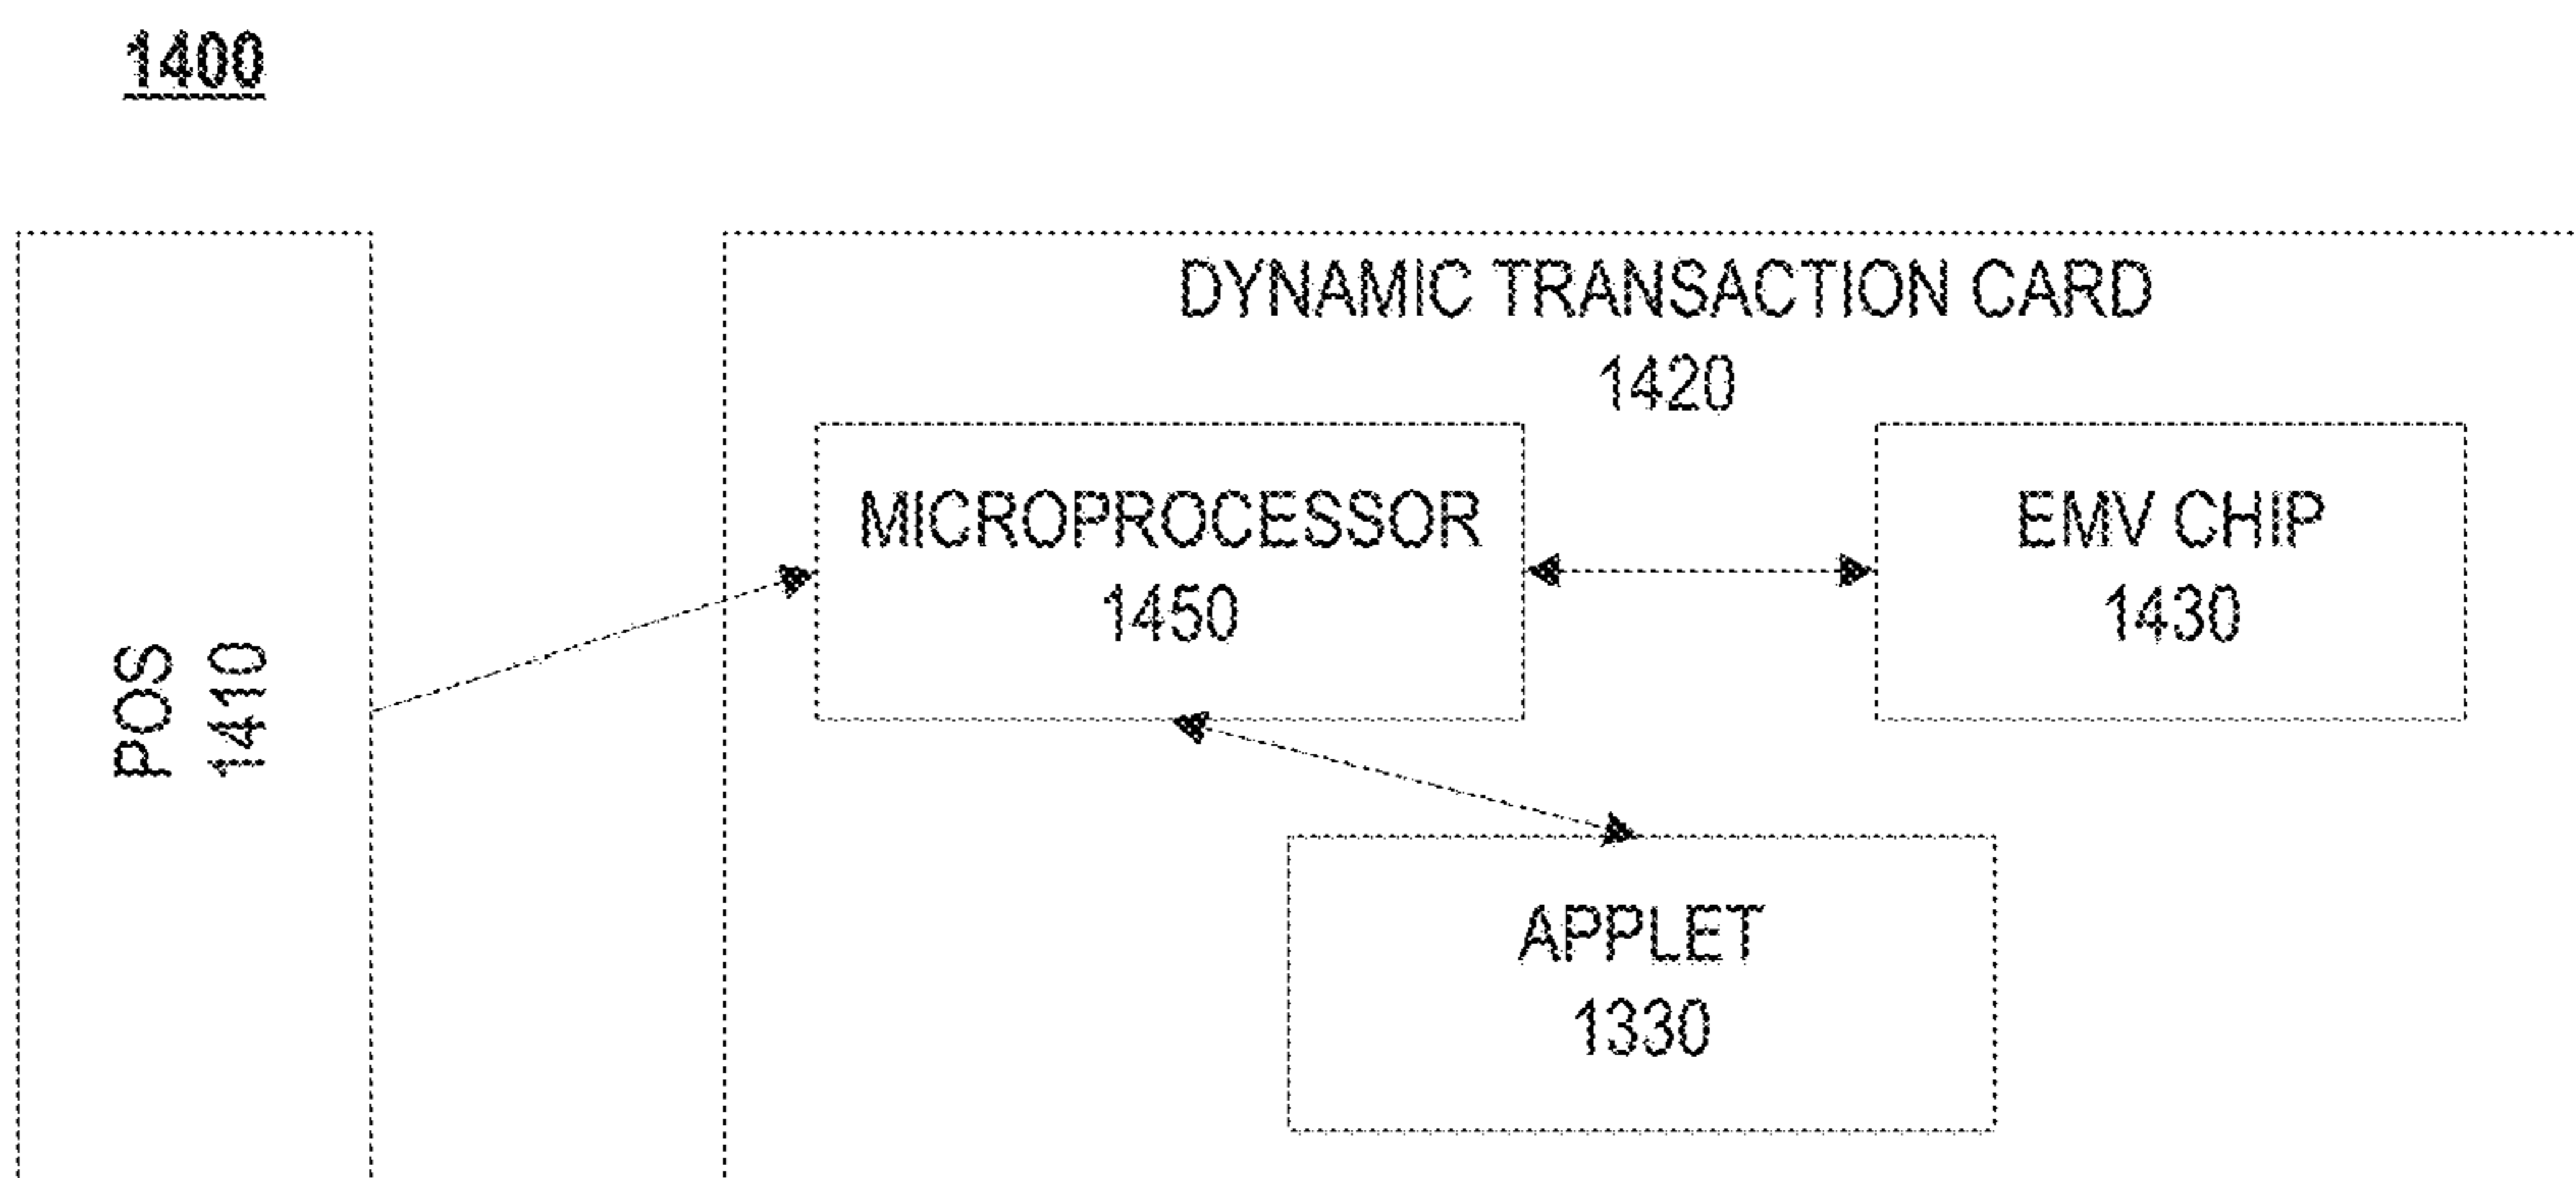 1400
DYNAMIC TRANSACTION CARD
1420
MICROPROCESSOR
1450
EMV CHIP
1430
POS
1410
APPLET
1330